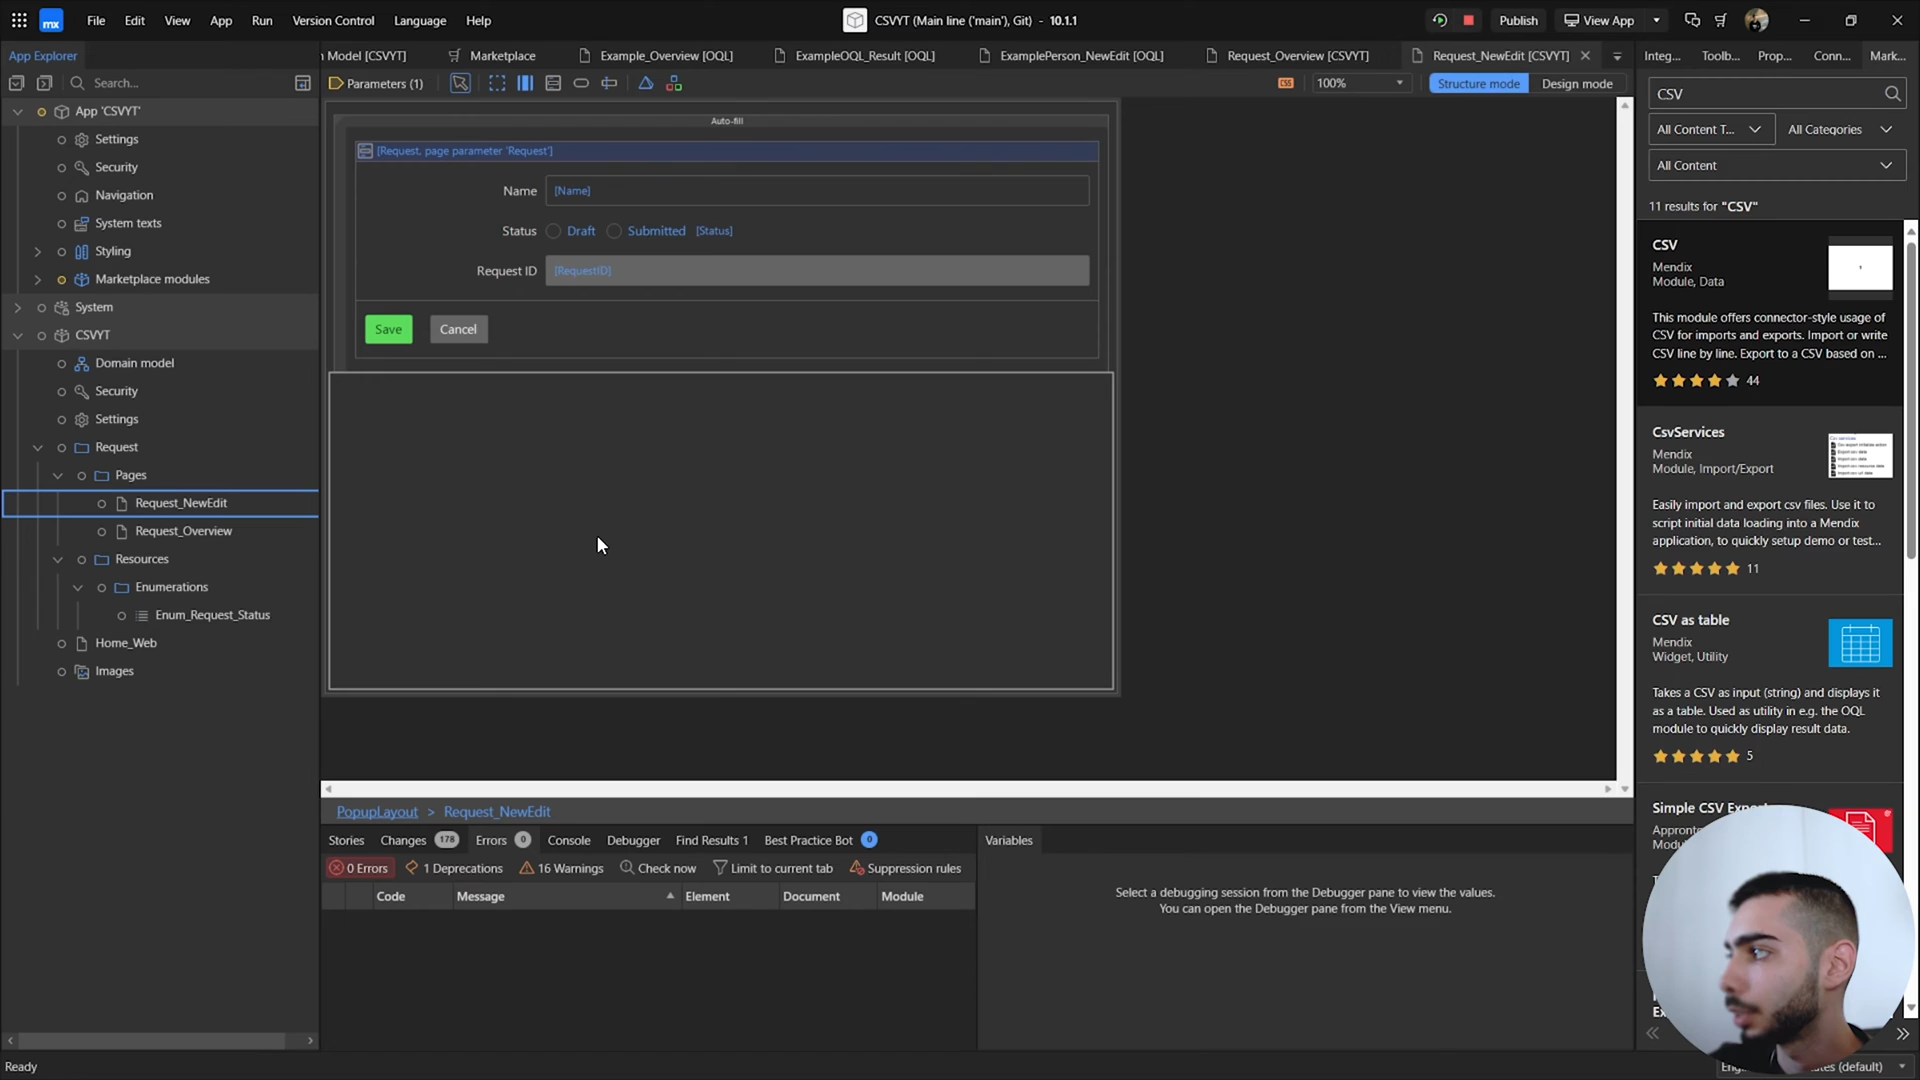 mx File Edit View App Run Version Control Language Help
CSVYT (Main line ('main'), Git) - 10.1.1
Publish View App
App Explorer
n Model [CSVYT] Marketplace Example_Overview [OQL] ExampleOQL_Result [OQL] ExamplePerson_NewEdit [OQL] Request_Overview [CSVYT] Request_NewEdit [CSVYT]
Integ... Toolb... Prop... Conn... Mark...
Search...
Parameters (1)
CSS 100% Structure mode Design mode
App 'CSVYT'
Settings
Security
Navigation
System texts
Styling
Marketplace modules
System
CSVYT
Domain model
Security
Settings
Request
Pages
Request_NewEdit
Request_Overview
Resources
Enumerations
Enum_Request_Status
Home_Web
Images
Auto-fill
[Request, page parameter 'Request']
Name [Name]
Status Draft Submitted [Status]
Request ID [RequestID]
Save Cancel
PopupLayout > Request_NewEdit
Stories Changes 178 Errors 0 Console Debugger Find Results 1 Best Practice Bot 0
0 Errors 1 Deprecations 16 Warnings Check now Limit to current tab Suppression rules
Code Message Element Document Module
Variables
Select a debugging session from the Debugger pane to view the values.
You can open the Debugger pane from the View menu.
CSV
All Content T... All Categories
All Content
11 results for "CSV"
CSV
Mendix
Module, Data
This module offers connector-style usage of
CSV for imports and exports. Import or write
CSV line by line. Export to a CSV based on ...
44
CsvServices
Mendix
Module, Import/Export
Easily import and export csv files. Use it to
script initial data loading into a Mendix
application, to quickly setup demo or test...
11
CSV as table
Mendix
Widget, Utility
Takes a CSV as input (string) and displays it
as a table. Used as utility in e.g. the OQL
module to quickly display result data.
5
Simple CSV Exp
Appront
Modu
Ready
(default)